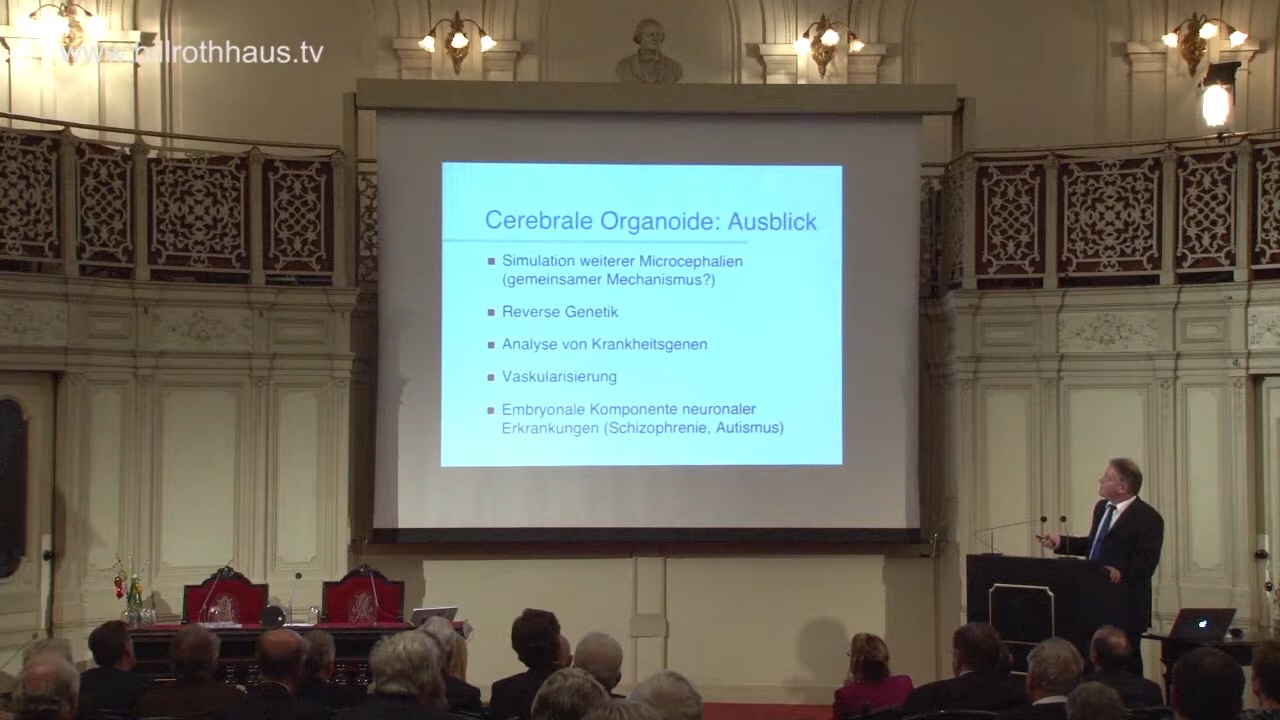 www.billrothhaus.tv
Cerebrale Organoide: Ausblick
Simulation weiterer Microcephalien
(gemeinsamer Mechanismus?)
Reverse Genetik
Analyse von Krankheitsgenen
Vaskularisierung
Embryonale Komponente neuronaler
Erkrankungen (Schizophrenie, Autismus)